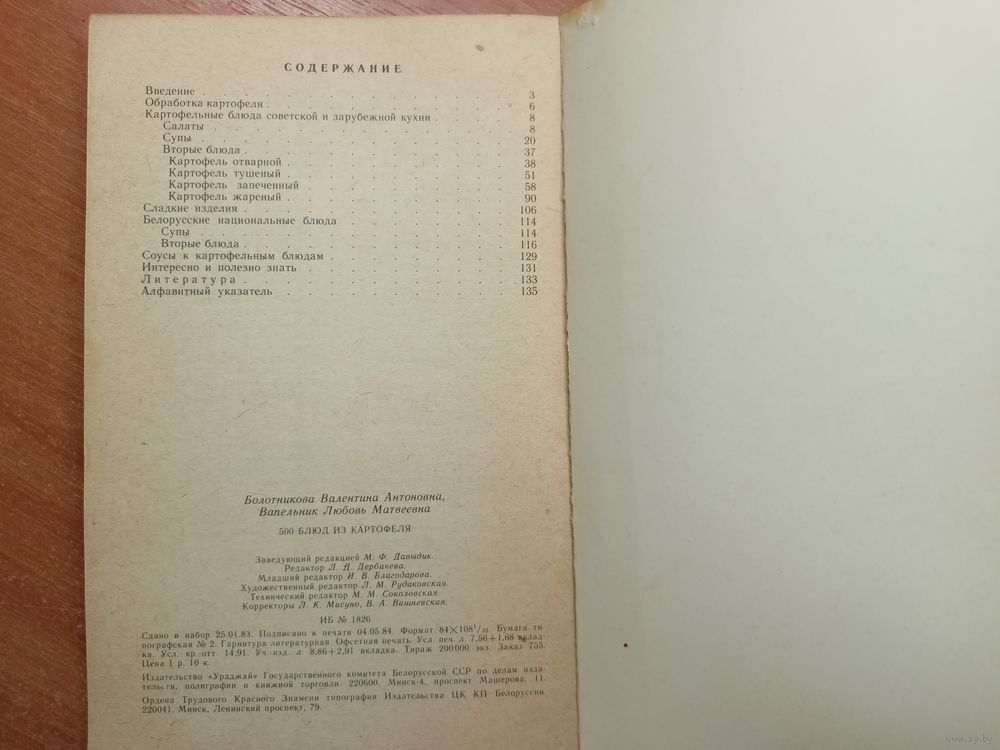 СОДЕРЖАНИЕ
Введение . . . . . . . . . . . . . 3
Обработка картофеля . . . . . . . . . . 6
Картофельные блюда советской и зарубежной кухни . . . . 8
Салаты . . . . . . . . . . . . . 8
Супы . . . . . . . . . . . . . 20
Вторые блюда . . . . . . . . . . . 37
Картофель отварной . . . . . . . . . 38
Картофель тушеный . . . . . . . . . 51
Картофель запеченный . . . . . . . . 58
Картофель жареный . . . . . . . . . 90
Сладкие изделия . . . . . . . . . . . 106
Белорусские национальные блюда . . . . . . . 114
Супы . . . . . . . . . . . . . 114
Вторые блюда . . . . . . . . . . . 116
Соусы к картофельным блюдам . . . . . . . . 129
Интересно и полезно знать . . . . . . . . 131
Литература . . . . . . . . . . . 133
Алфавитный указатель . . . . . . . . . 135
Болотникова Валентина Антоновна,
Вапельник Любовь Матвеевна
500 БЛЮД ИЗ КАРТОФЕЛЯ
Заведующий редакцией М. Ф. Давыдик.
Редактор Л. Д. Дербичева.
Младший редактор И. В. Благодарова.
Художественный редактор Л. М. Рудаковская.
Технический редактор М. М. Соколовская.
Корректоры Л. К. Мисуно, В. А. Вишневская.
ИБ № 1826
Сдано в набор 25.01.83. Подписано к печати 04.05.84. Формат 84×108¹/₃₂. Бумага ти
пографская № 2. Гарнитура литературная. Офсетная печать. Усл печ л. 7,56+1,68 вклад-
ка. Усл. кр.-отт. 14,91. Уч.-изд. л. 8,86+2,91 вкладка. Тираж 200 000 экз. Заказ 755.
Цена 1 р. 10 к.
Издательство «Ураджай» Государственного комитета Белорусской ССР по делам изда-
тельств, полиграфии и книжной торговли. 220600. Минск-4, проспект Машерова, 11.
Ордена Трудового Красного Знамени типография Издательства ЦК КП Белоруссии
220041. Минск, Ленинский проспект, 79.
www.ay.by